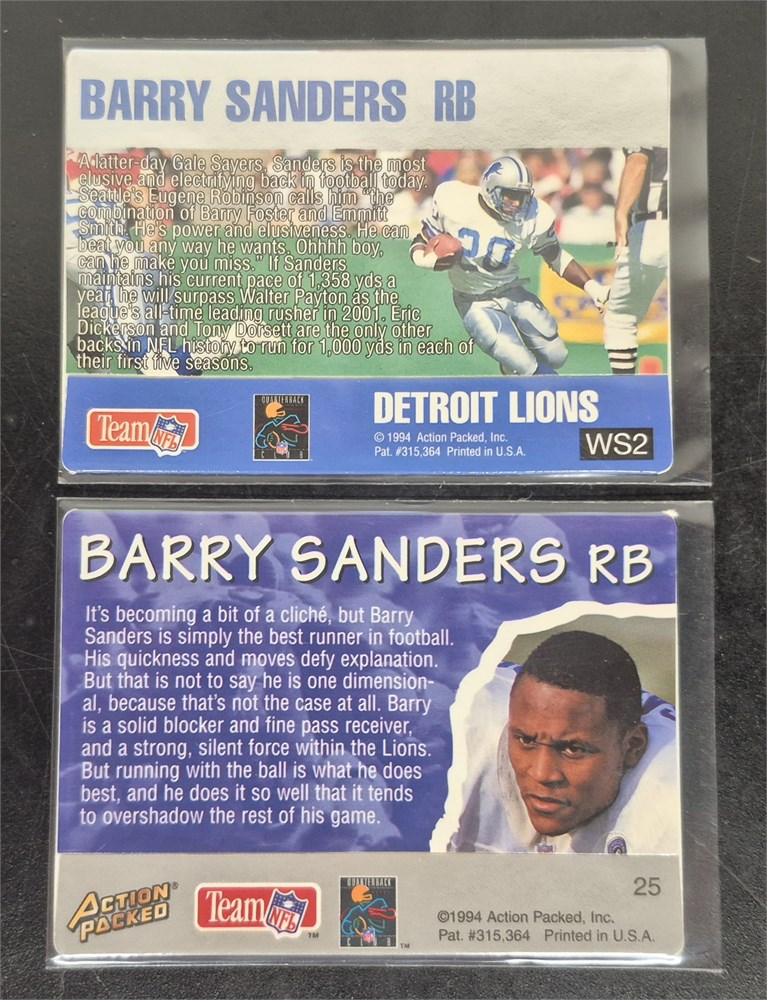 BARRY SANDERS RB
A latter-day Gale Sayers, Sanders is the most
elusive and electrifying back in football today.
Seattle's Eugene Robinson calls him "the
combination of Barry Foster and Emmitt
Smith. He's power and elusiveness. He can
beat you any way he wants. Ohhhh boy,
can he make you miss." If Sanders
maintains his current pace of 1,358 yds a
year, he will surpass Walter Payton as the
league's all-time leading rusher in 2001. Eric
Dickerson and Tony Dorsett are the only other
backs in NFL history to run for 1,000 yds in each of
their first five seasons.
20
Team NFL
QUARTERBACK
CLUB
DETROIT LIONS
© 1994 Action Packed, Inc.
Pat. #315,364 Printed in U.S.A.
WS2
BARRY SANDERS RB
It's becoming a bit of a cliché, but Barry
Sanders is simply the best runner in football.
His quickness and moves defy explanation.
But that is not to say he is one dimension-
al, because that's not the case at all. Barry
is a solid blocker and fine pass receiver,
and a strong, silent force within the Lions.
But running with the ball is what he does
best, and he does it so well that it tends
to overshadow the rest of his game.
ACTION
PACKED®
Team NFL™
QUARTERBACK
CLUB™
25
©1994 Action Packed, Inc.
Pat. #315,364 Printed in U.S.A.